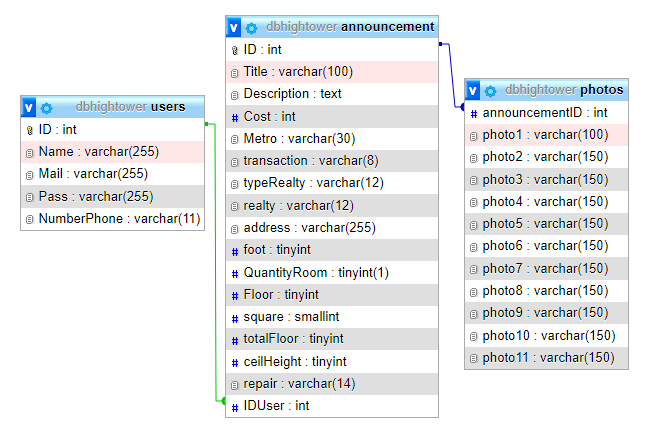 dbhightower users
ID : int
Name : varchar(255)
Mail : varchar(255)
Pass : varchar(255)
NumberPhone : varchar(11)
dbhightower announcement
ID : int
Title : varchar(100)
Description : text
Cost : int
Metro : varchar(30)
transaction : varchar(8)
typeRealty : varchar(12)
realty : varchar(12)
address : varchar(255)
foot : tinyint
QuantityRoom : tinyint(1)
Floor : tinyint
square : smallint
totalFloor : tinyint
ceilHeight : tinyint
repair : varchar(14)
IDUser : int
dbhightower photos
announcementID : int
photo1 : varchar(100)
photo2 : varchar(150)
photo3 : varchar(150)
photo4 : varchar(150)
photo5 : varchar(150)
photo6 : varchar(150)
photo7 : varchar(150)
photo8 : varchar(150)
photo9 : varchar(150)
photo10 : varchar(150)
photo11 : varchar(150)